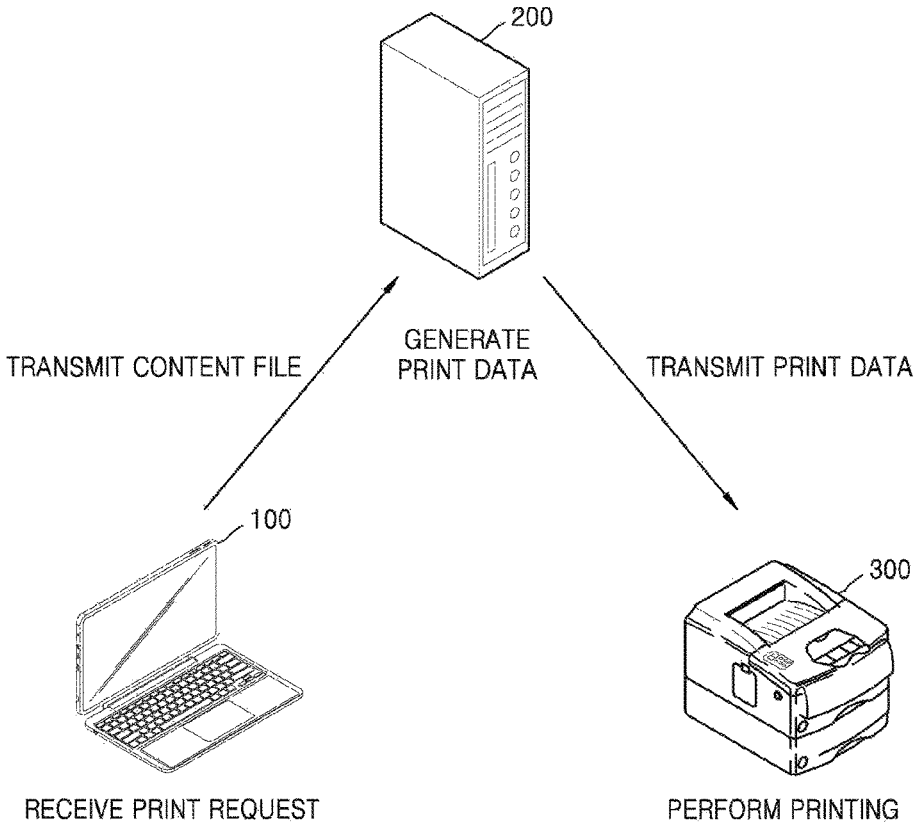 200
GENERATE
PRINT DATA
TRANSMIT CONTENT FILE
TRANSMIT PRINT DATA
100
300
RECEIVE PRINT REQUEST
PERFORM PRINTING